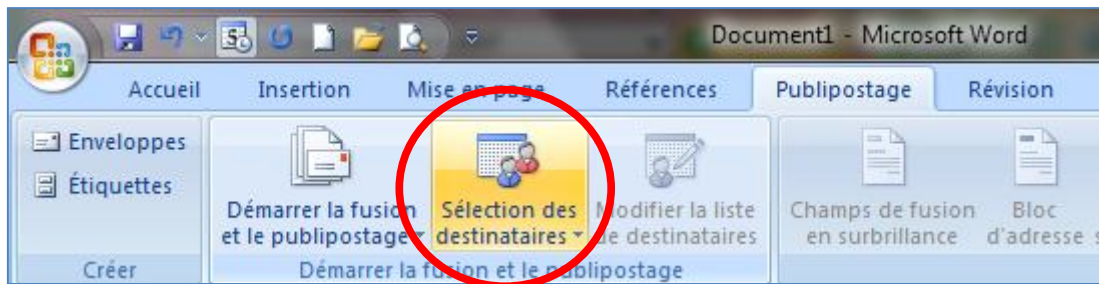 Document1 - Microsoft Word
Accueil Insertion Mise en page Références Publipostage Révision
Enveloppes
Étiquettes
Démarrer la fusion et le publipostage
Sélection des destinataires
Modifier la liste de destinataires
Champs de fusion en surbrillance
Bloc d'adresse
Créer
Démarrer la fusion et le publipostage